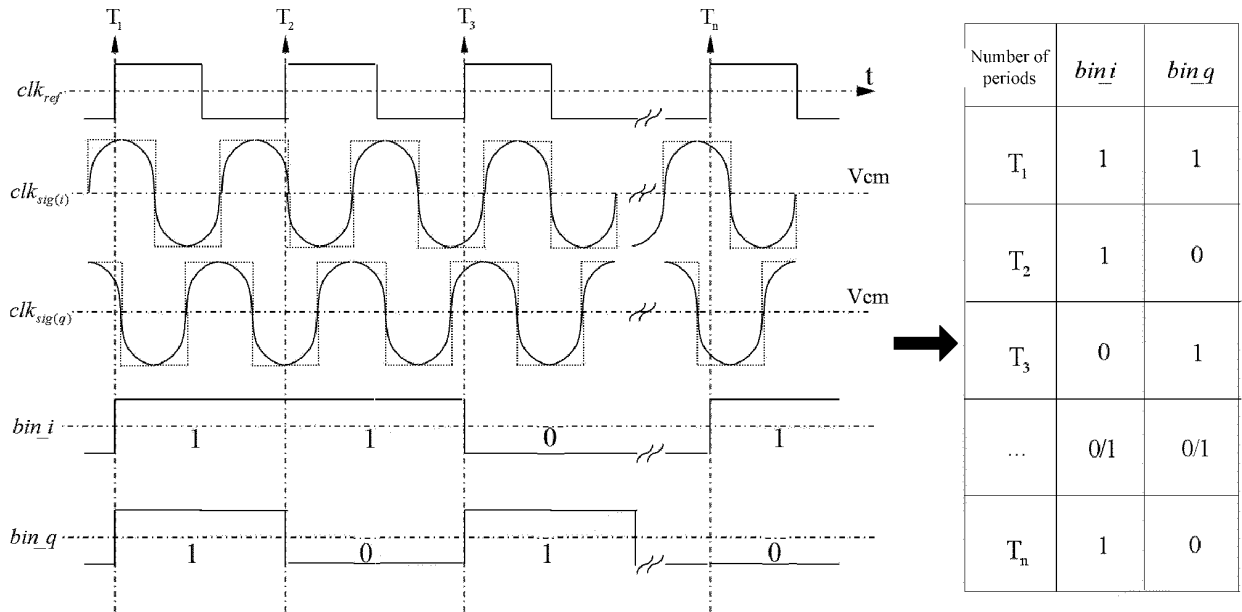 T1 T2 T3 Tn
clkref
t
clksig(i)
Vcm
clksig(q)
Vcm
bin_i 1 1 0 1
bin_q 1 0 1 0
Number of periods bin_i bin_q
T1 1 1
T2 1 0
T3 0 1
... 0/1 0/1
Tn 1 0